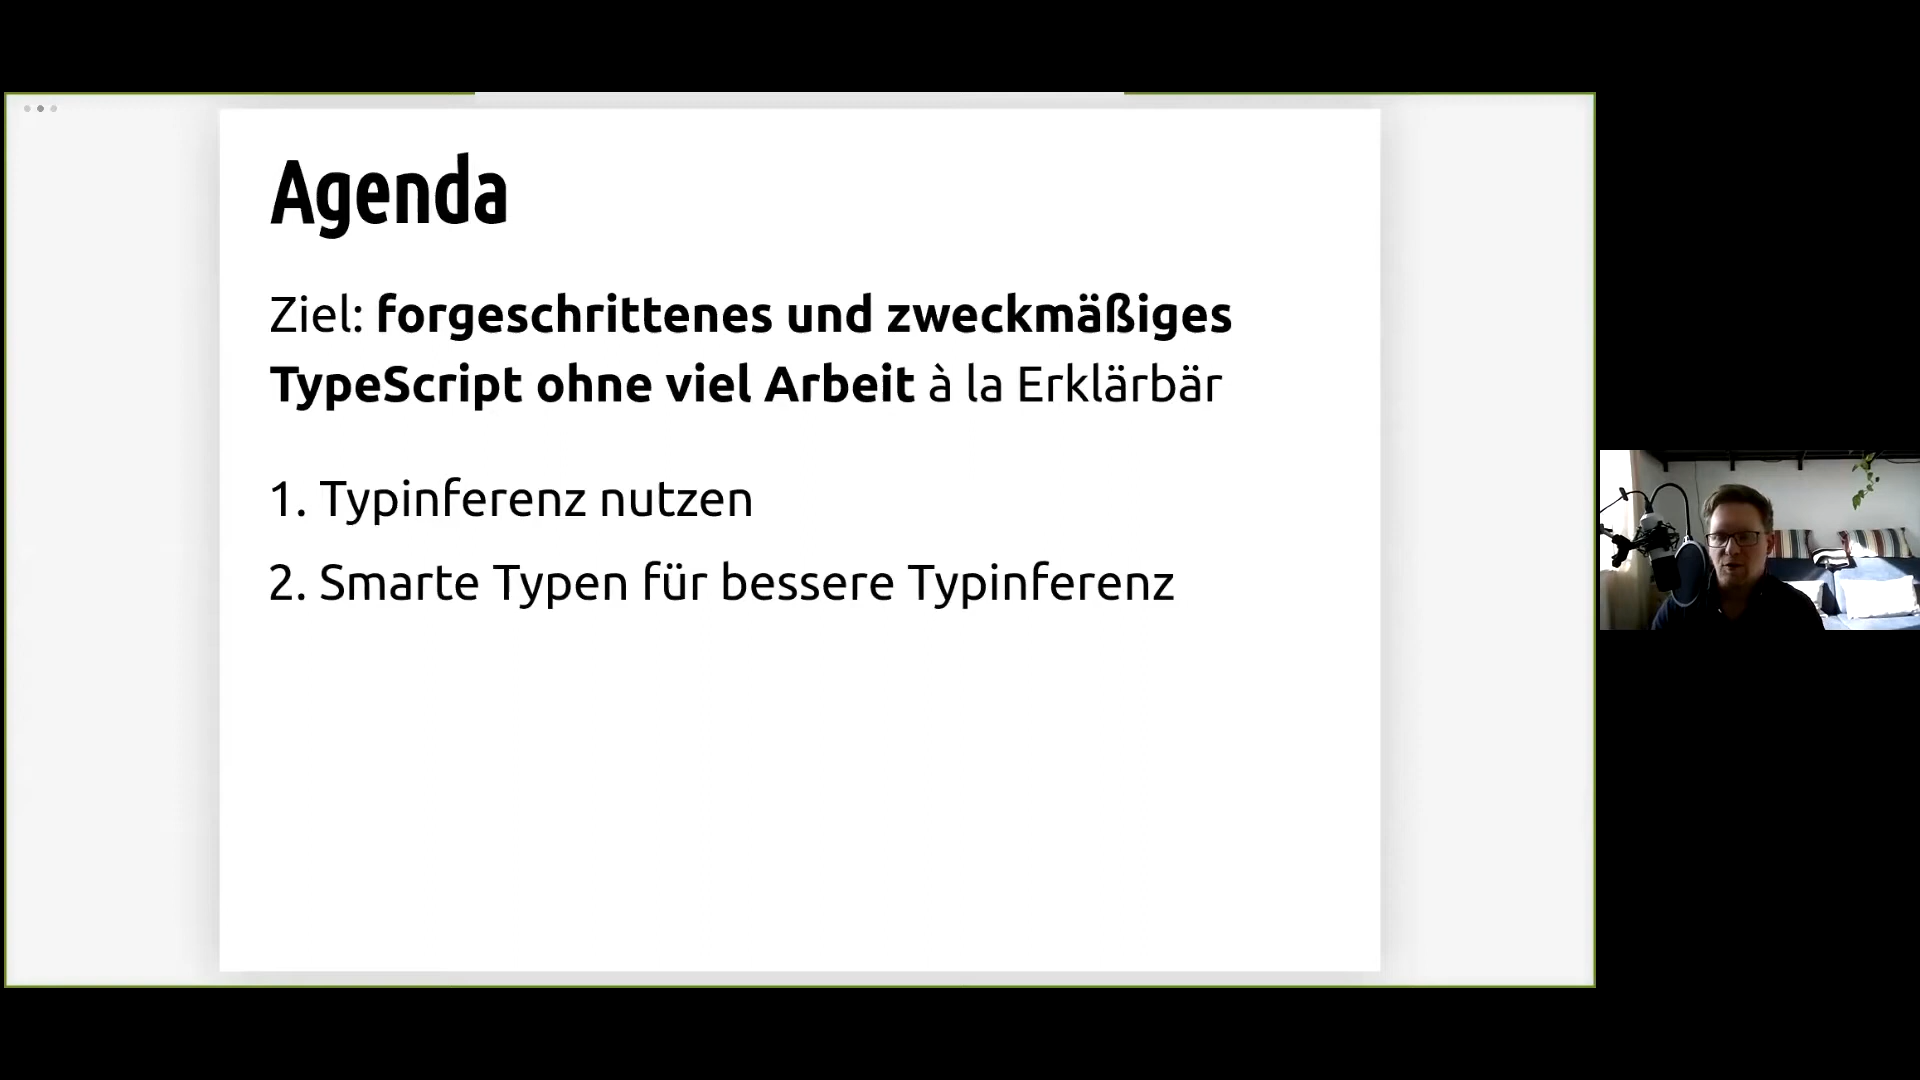 Agenda
Ziel: forgeschrittenes und zweckmäßiges
TypeScript ohne viel Arbeit à la Erklärbär
1. Typinferenz nutzen
2. Smarte Typen für bessere Typinferenz